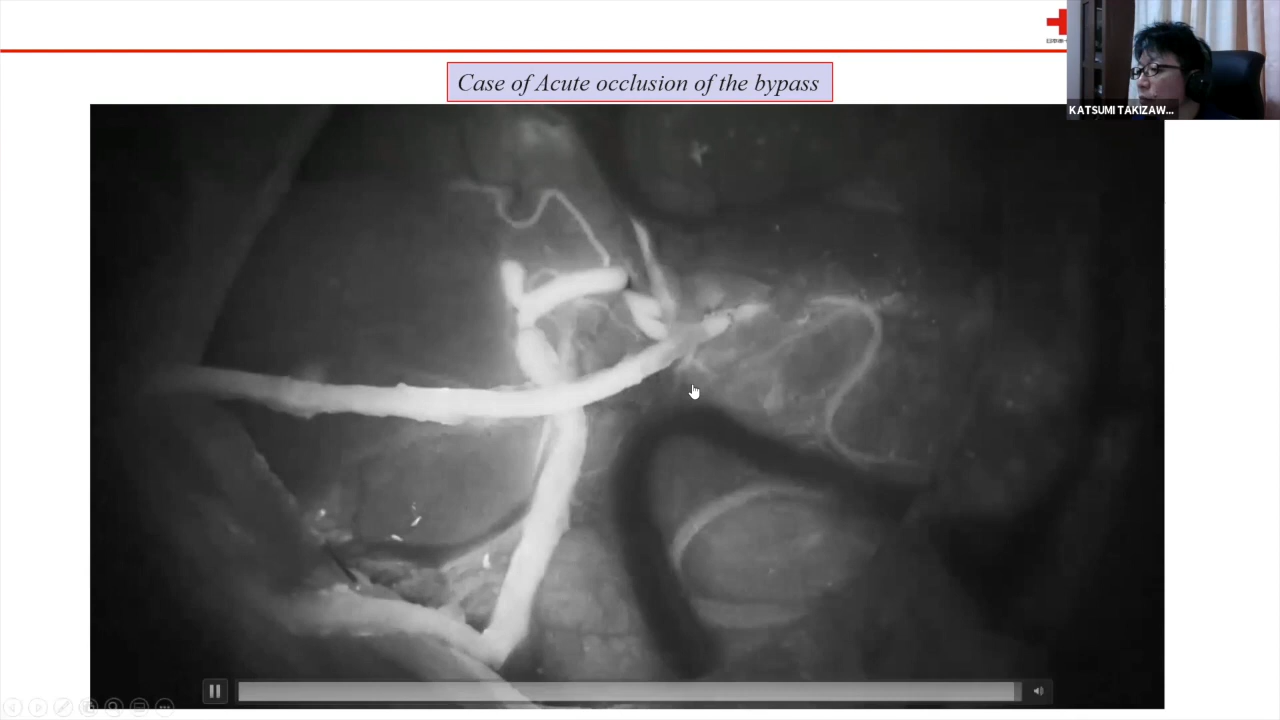 Case of Acute occlusion of the bypass
KATSUMI TAKIZAW...